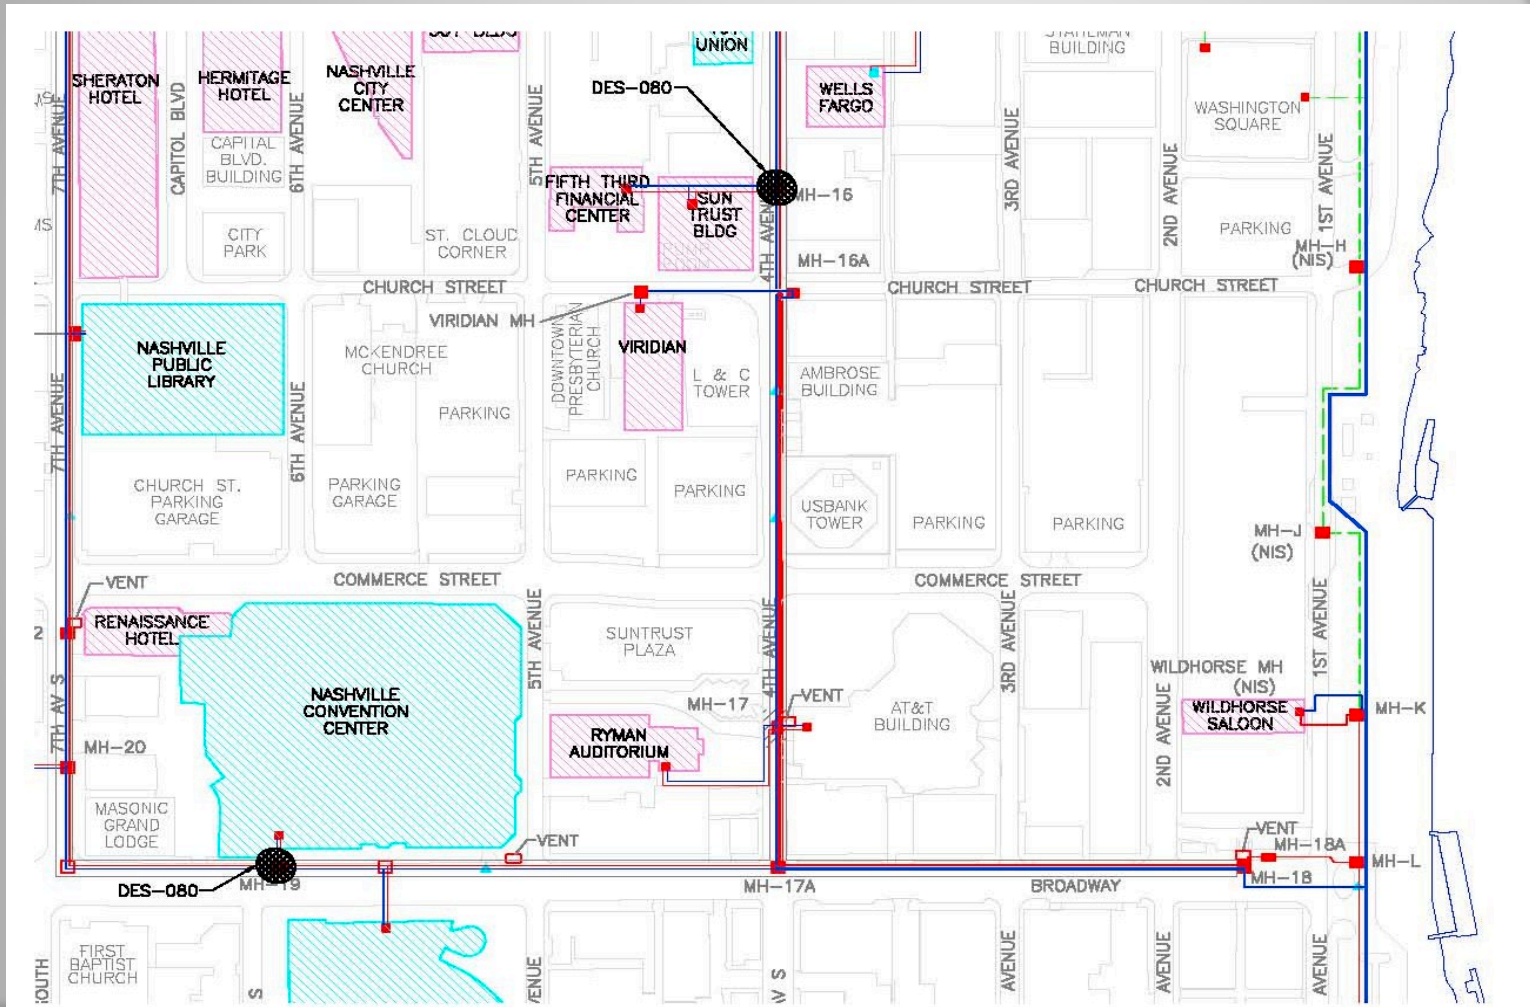 UNION
STATEMAN
BUILDING
SHERATON
HOTEL
HERMITAGE
HOTEL
NASHVILLE
CITY
CENTER
DES-080
WELLS
FARGO
WASHINGTON
SQUARE
7TH AVENUE
CAPITOL BLVD
6TH AVENUE
5TH AVENUE
3RD AVENUE
2ND AVENUE
1ST AVENUE
CAPITAL
BLVD.
BUILDING
FIFTH THIRD
FINANCIAL
CENTER
SUN
TRUST
BLDG
MH-16
4TH AVENUE
CITY
PARK
ST. CLOUD
CORNER
PARKING
MH-16A
MH-H
(NIS)
CHURCH STREET
CHURCH STREET
CHURCH STREET
VIRIDIAN MH
NASHVILLE
PUBLIC
LIBRARY
MCKENDREE
CHURCH
DOWNTOWN
PRESBYTERIAN
CHURCH
VIRIDIAN
L & C
TOWER
AMBROSE
BUILDING
7TH AVENUE
6TH AVENUE
PARKING
CHURCH ST.
PARKING
GARAGE
PARKING
GARAGE
PARKING
PARKING
USBANK
TOWER
PARKING
PARKING
MH-J
(NIS)
COMMERCE STREET
COMMERCE STREET
VENT
RENAISSANCE
HOTEL
2
5TH AVENUE
SUNTRUST
PLAZA
4TH AVENUE
3RD AVENUE
1ST AVENUE
WILDHORSE MH
(NIS)
7TH AV S
NASHVILLE
CONVENTION
CENTER
MH-17
VENT
AT&T
BUILDING
2ND AVENUE
WILDHORSE
SALOON
MH-K
MH-20
RYMAN
AUDITORIUM
MASONIC
GRAND
LODGE
VENT
VENT
MH-18A
MH-L
DES-080
MH-19
MH-17A
BROADWAY
MH-18
FIRST
BAPTIST
CHURCH
S
AVENUE
AVENUE
AVENUE